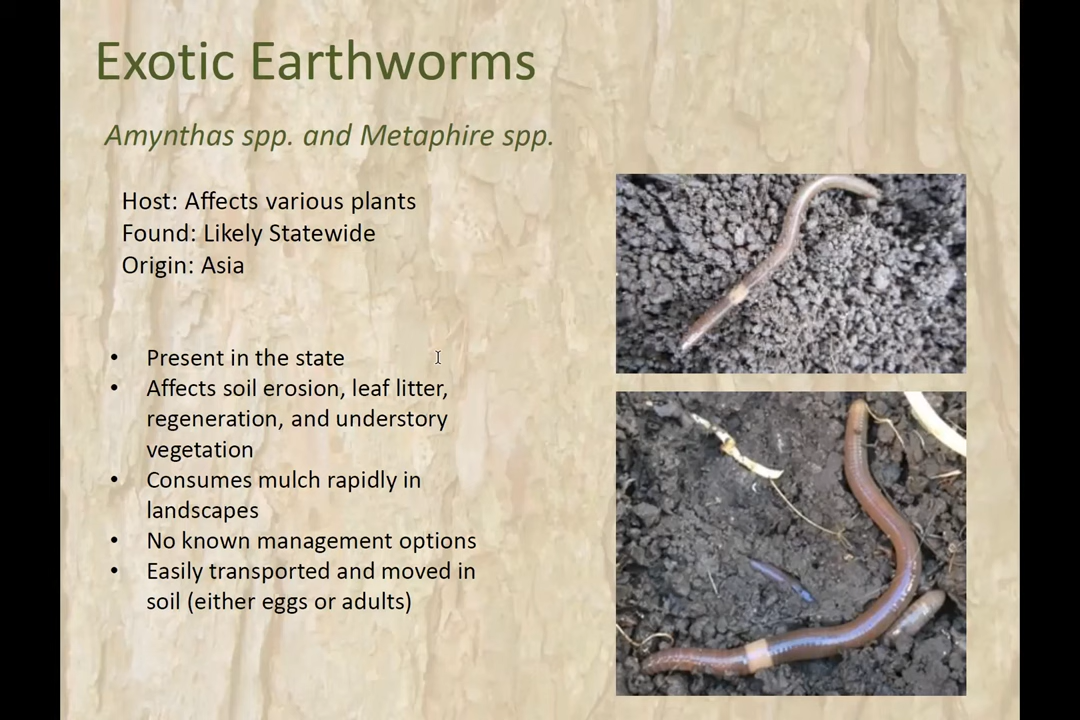 Exotic Earthworms
Amynthas spp. and Metaphire spp.
Host: Affects various plants
Found: Likely Statewide
Origin: Asia
• Present in the state
• Affects soil erosion, leaf litter,
regeneration, and understory
vegetation
• Consumes mulch rapidly in
landscapes
• No known management options
• Easily transported and moved in
soil (either eggs or adults)